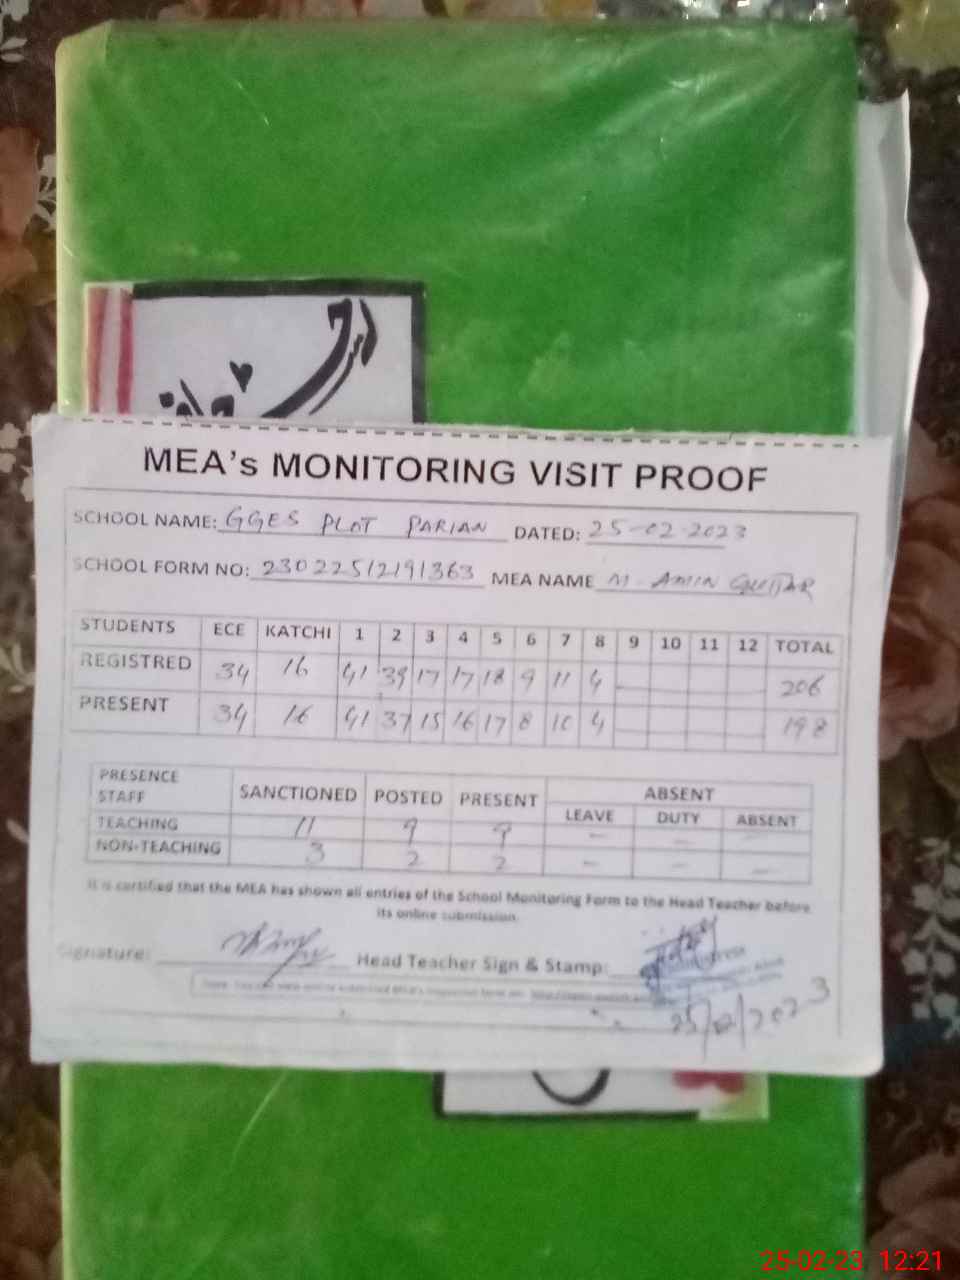 MEA's MONITORING VISIT PROOF
SCHOOL NAME: GGES PLOT PARIAN DATED: 25-02-2023
SCHOOL FORM NO: 23022512191363 MEA NAME M. AMIN GUJJAR
STUDENTS ECE KATCHI 1 2 3 4 5 6 7 8 9 10 11 12 TOTAL
REGISTRED 34 16 41 39 17 17 18 9 11 4 206
PRESENT 34 16 41 37 15 16 17 8 10 4 198
PRESENCE STAFF SANCTIONED POSTED PRESENT ABSENT
LEAVE DUTY ABSENT
TEACHING 11 9 9 - - -
NON-TEACHING 3 2 2 - - -
It is certified that the MEA has shown all entries of the School Monitoring Form to the Head Teacher before
its online submission.
Signature: Head Teacher Sign & Stamp:
25/02/2023
25-02-23 12:21